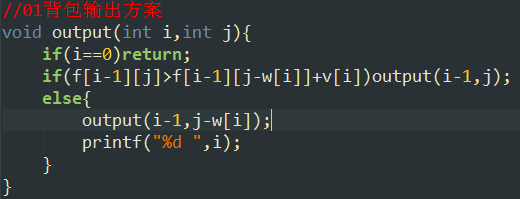 //01背包输出方案
void output(int i,int j){
    if(i==0)return;
    if(f[i-1][j]>f[i-1][j-w[i]]+v[i])output(i-1,j);
    else{
        output(i-1,j-w[i]);
        printf("%d ",i);
    }
}